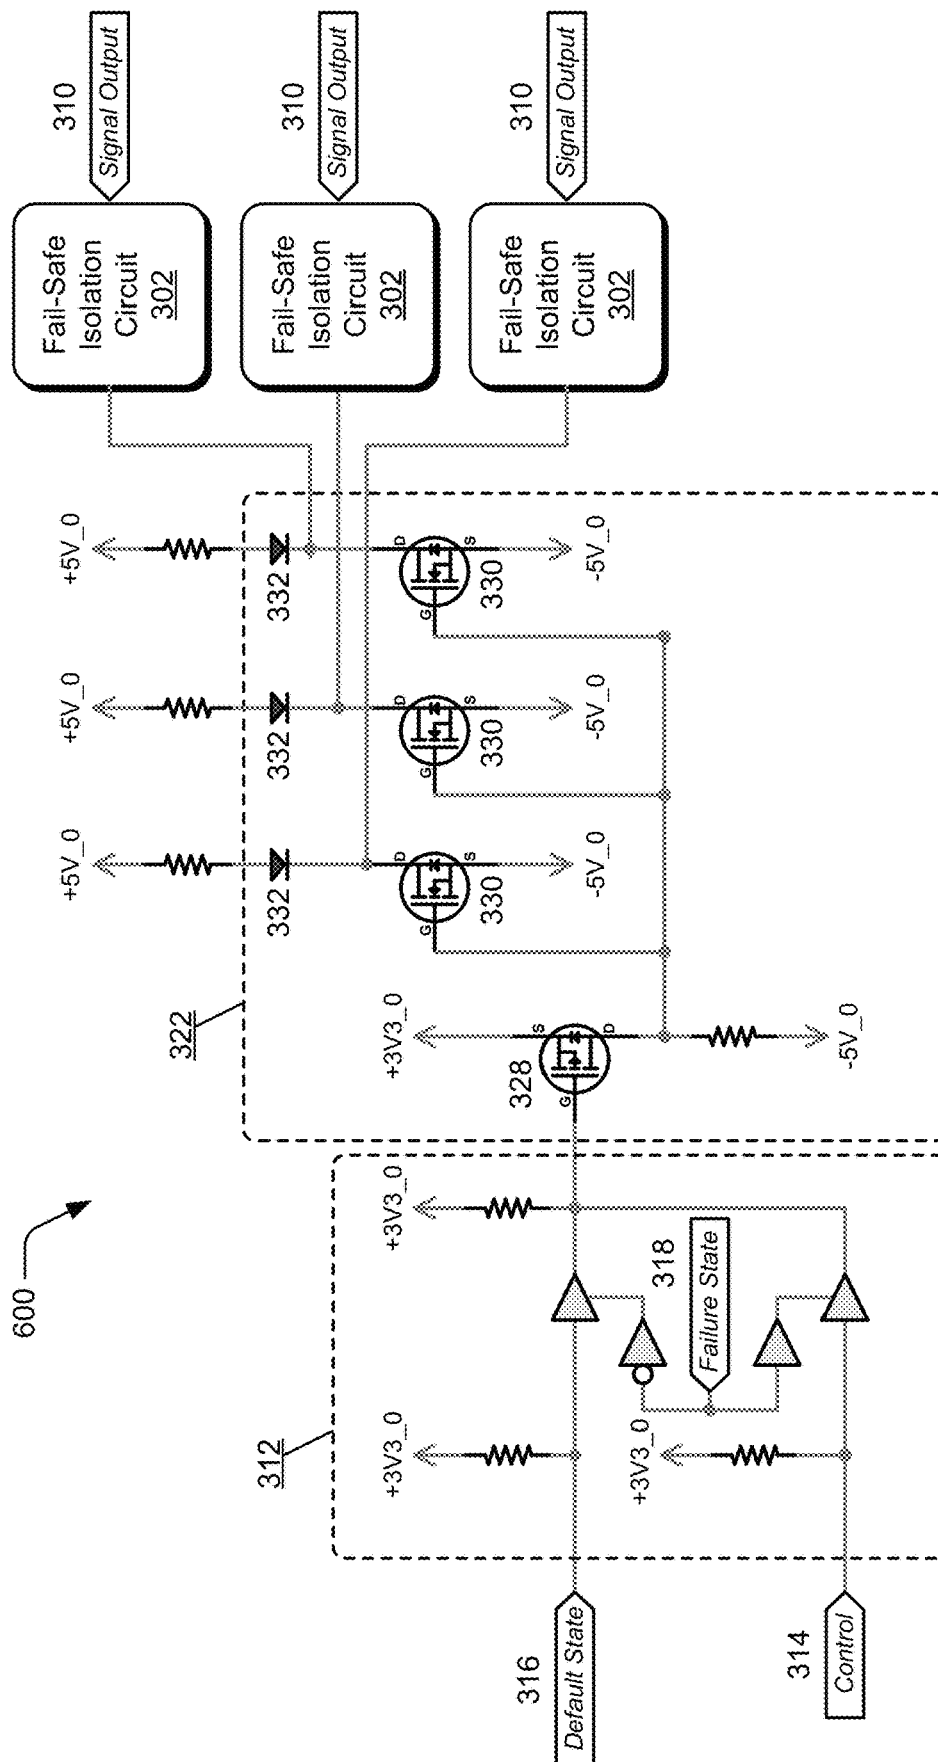 600
312
322
316
Default State
314
Control
318
Failure State
+3V3_0
+3V3_0
+3V3_0
+3V3_0
328
G
S
D
-5V_0
+5V_0
+5V_0
+5V_0
332
332
332
G
D
S
330
G
D
S
330
G
D
S
330
-5V_0
-5V_0
-5V_0
Fail-Safe
Isolation
Circuit
302
310
Signal Output
Fail-Safe
Isolation
Circuit
302
310
Signal Output
Fail-Safe
Isolation
Circuit
302
310
Signal Output